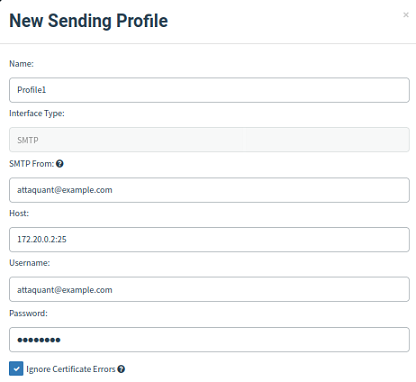 New Sending Profile
×
Name:
Profile1
Interface Type:
SMTP
SMTP From: ?
attaquant@example.com
Host:
172.20.0.2:25
Username:
attaquant@example.com
Password:
••••••••
Ignore Certificate Errors ?